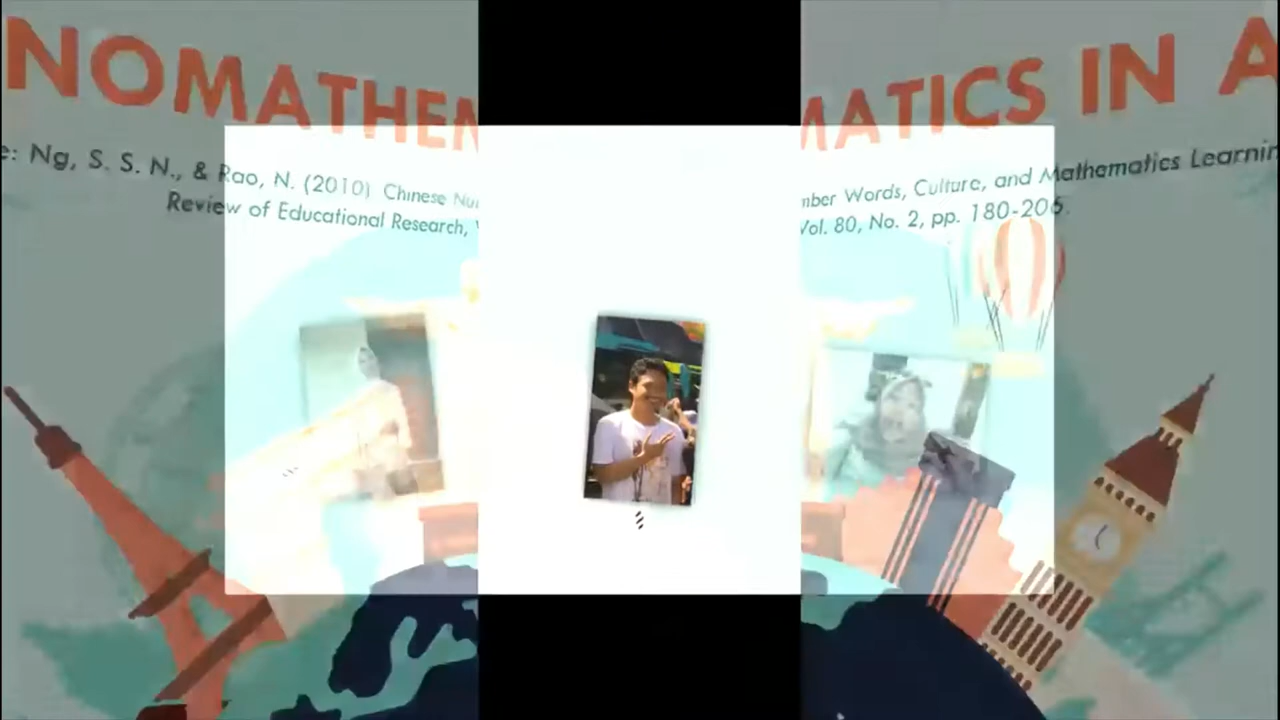 NOMATHEM MATICS IN A
e: Ng, S. S. N., & Rao, N. (2010) Chinese Nu mber Words, Culture, and Mathematics Learnin
Review of Educational Research, Vol. 80, No. 2, pp. 180-206.